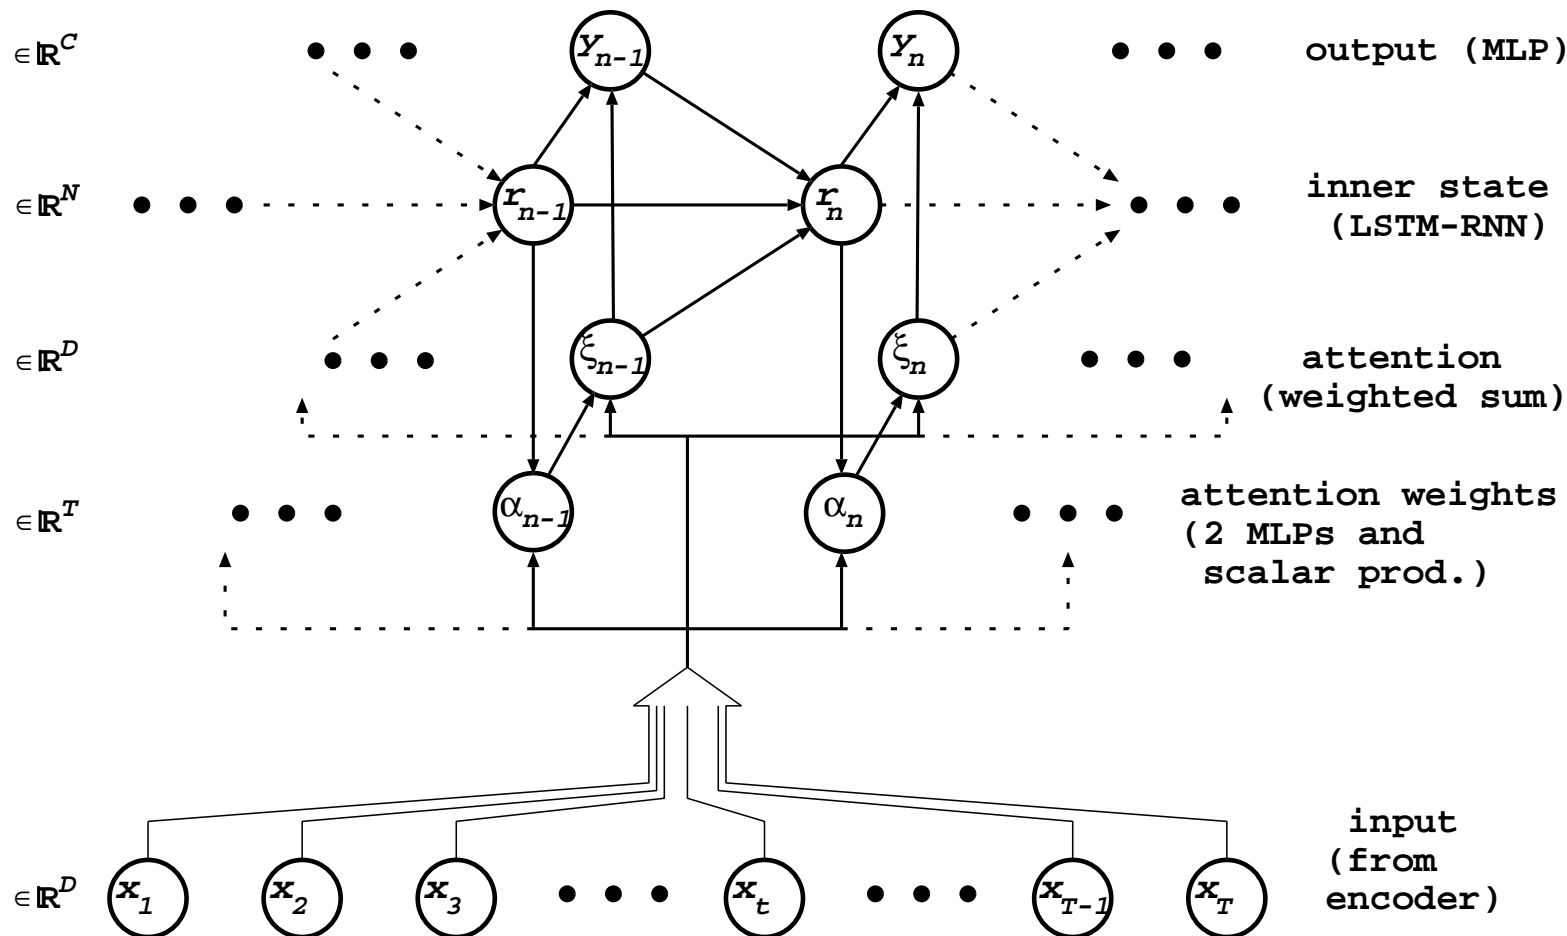 ∈ℝ^C y_{n-1} y_n output (MLP)
∈ℝ^N r_{n-1} r_n inner state
(LSTM-RNN)
∈ℝ^D ξ_{n-1} ξ_n attention
(weighted sum)
∈ℝ^T α_{n-1} α_n attention weights
(2 MLPs and
scalar prod.)
input
(from
∈ℝ^D x_1 x_2 x_3 x_t x_{T-1} x_T encoder)